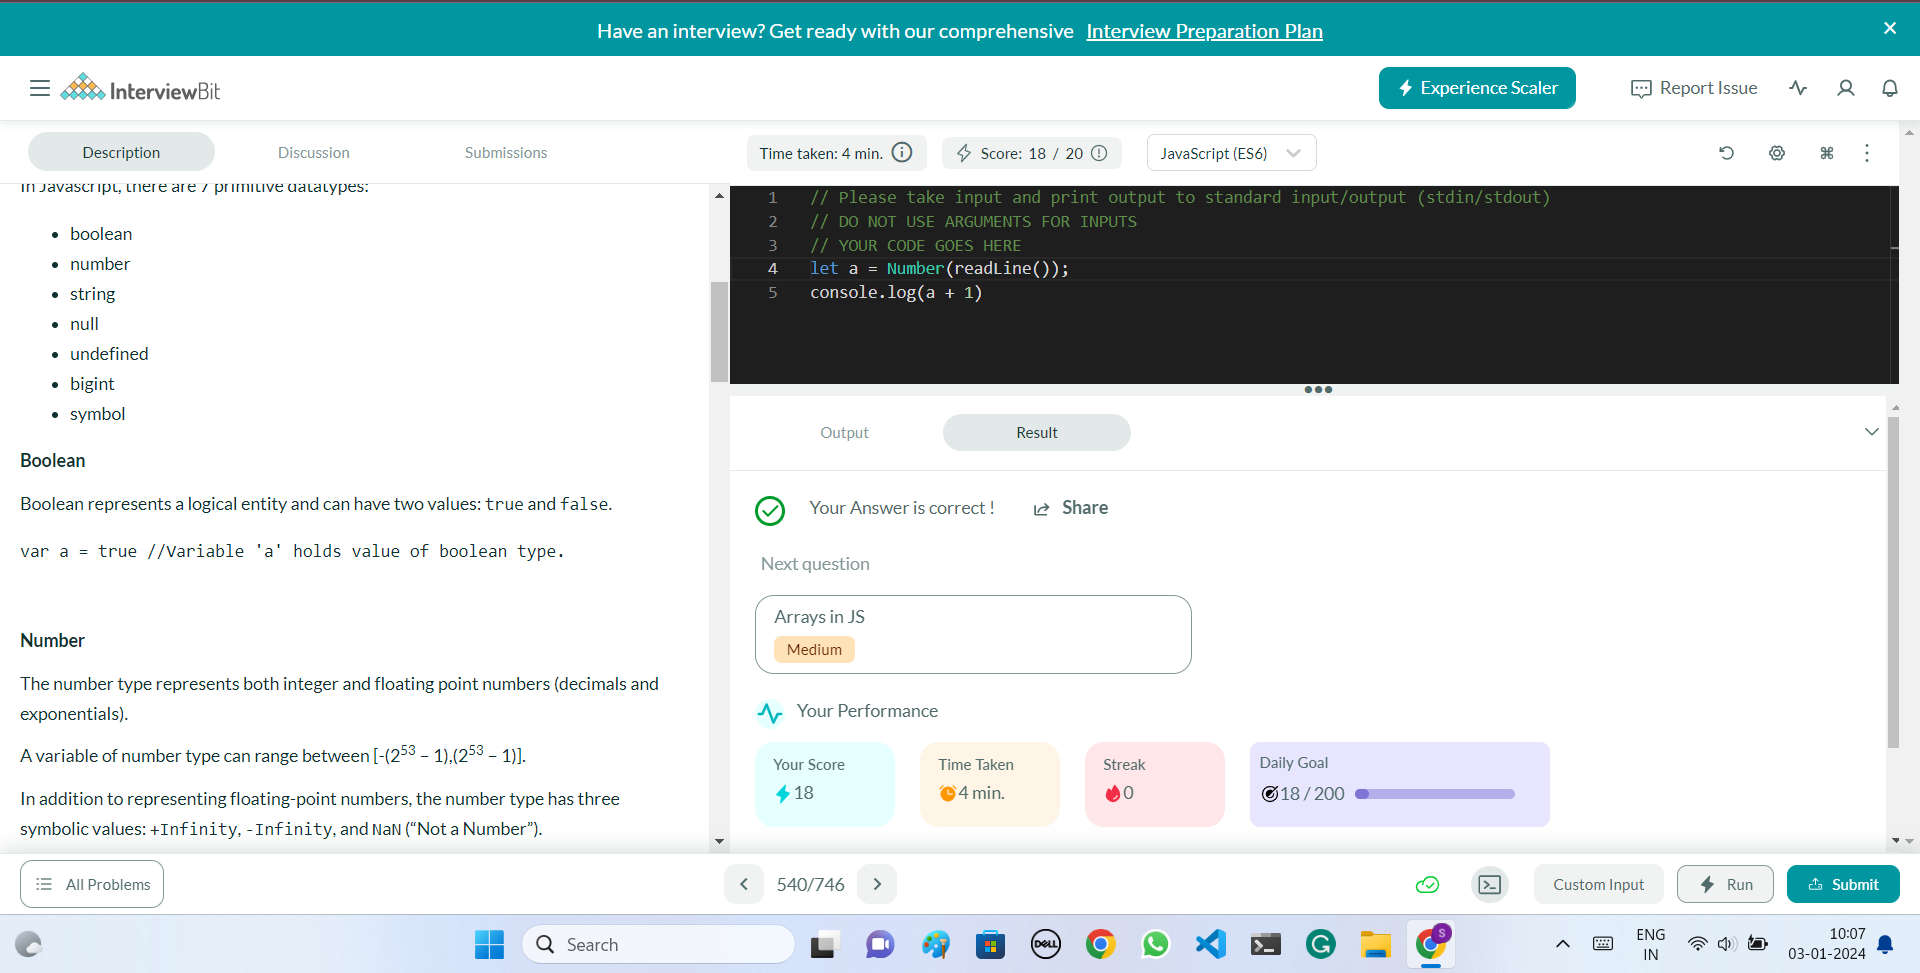 Have an interview? Get ready with our comprehensive Interview Preparation Plan
InterviewBit
Experience Scaler
Report Issue
Description
Discussion
Submissions
Time taken: 4 min.
Score: 18 / 20
JavaScript (ES6)
In Javascript, there are 7 primitive datatypes:
• boolean
• number
• string
• null
• undefined
• bigint
• symbol
Boolean
Boolean represents a logical entity and can have two values: true and false.
var a = true //Variable 'a' holds value of boolean type.
Number
The number type represents both integer and floating point numbers (decimals and
exponentials).
A variable of number type can range between [-(2⁵³ – 1),(2⁵³ – 1)].
In addition to representing floating-point numbers, the number type has three
symbolic values: +Infinity, -Infinity, and NaN (“Not a Number”).
1 // Please take input and print output to standard input/output (stdin/stdout)
2 // DO NOT USE ARGUMENTS FOR INPUTS
3 // YOUR CODE GOES HERE
4 let a = Number(readLine());
5 console.log(a + 1)
Output
Result
Your Answer is correct !
Share
Next question
Arrays in JS
Medium
Your Performance
Your Score
18
Time Taken
4 min.
Streak
0
Daily Goal
18 / 200
All Problems
540/746
Custom Input
Run
Submit
Search
DELL
S
ENG
IN
10:07
03-01-2024